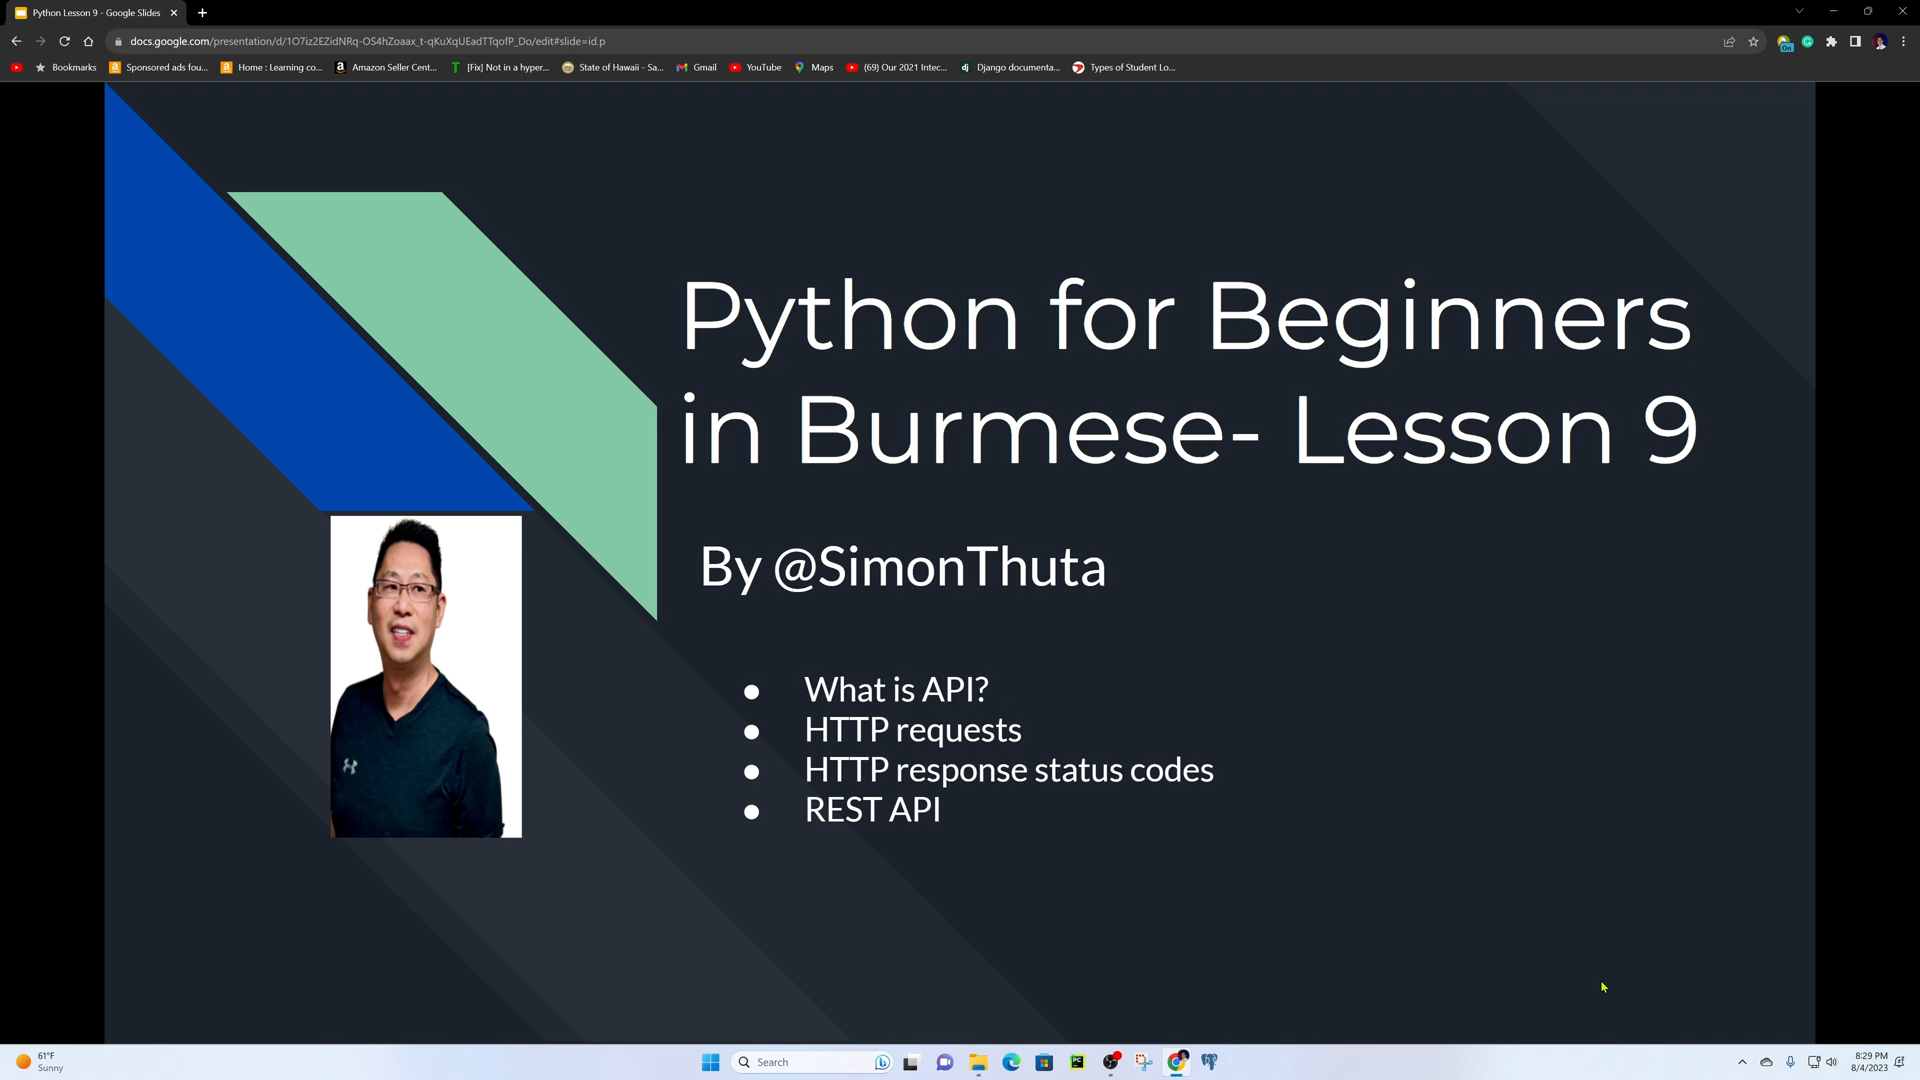 Python Lesson 9 - Google Slides
docs.google.com/presentation/d/1O7iz2EZidNRq-OS4hZoaax_t-qKuXqUEadTTqofP_Do/edit#slide=id.p
Bookmarks
Sponsored ads fou...
Home : Learning co...
Amazon Seller Cent...
[Fix] Not in a hyper...
State of Hawaii - Sa...
Gmail
YouTube
Maps
(69) Our 2021 Intec...
Django documenta...
Types of Student Lo...
Python for Beginners
in Burmese- Lesson 9
By @SimonThuta
● What is API?
● HTTP requests
● HTTP response status codes
● REST API
61°F
Sunny
Search
8:29 PM
8/4/2023